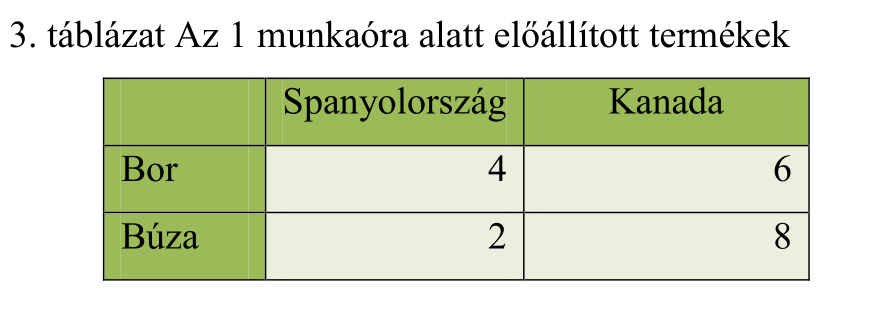 3. táblázat Az 1 munkaóra alatt előállított termékek
Spanyolország Kanada
Bor 4 6
Búza 2 8